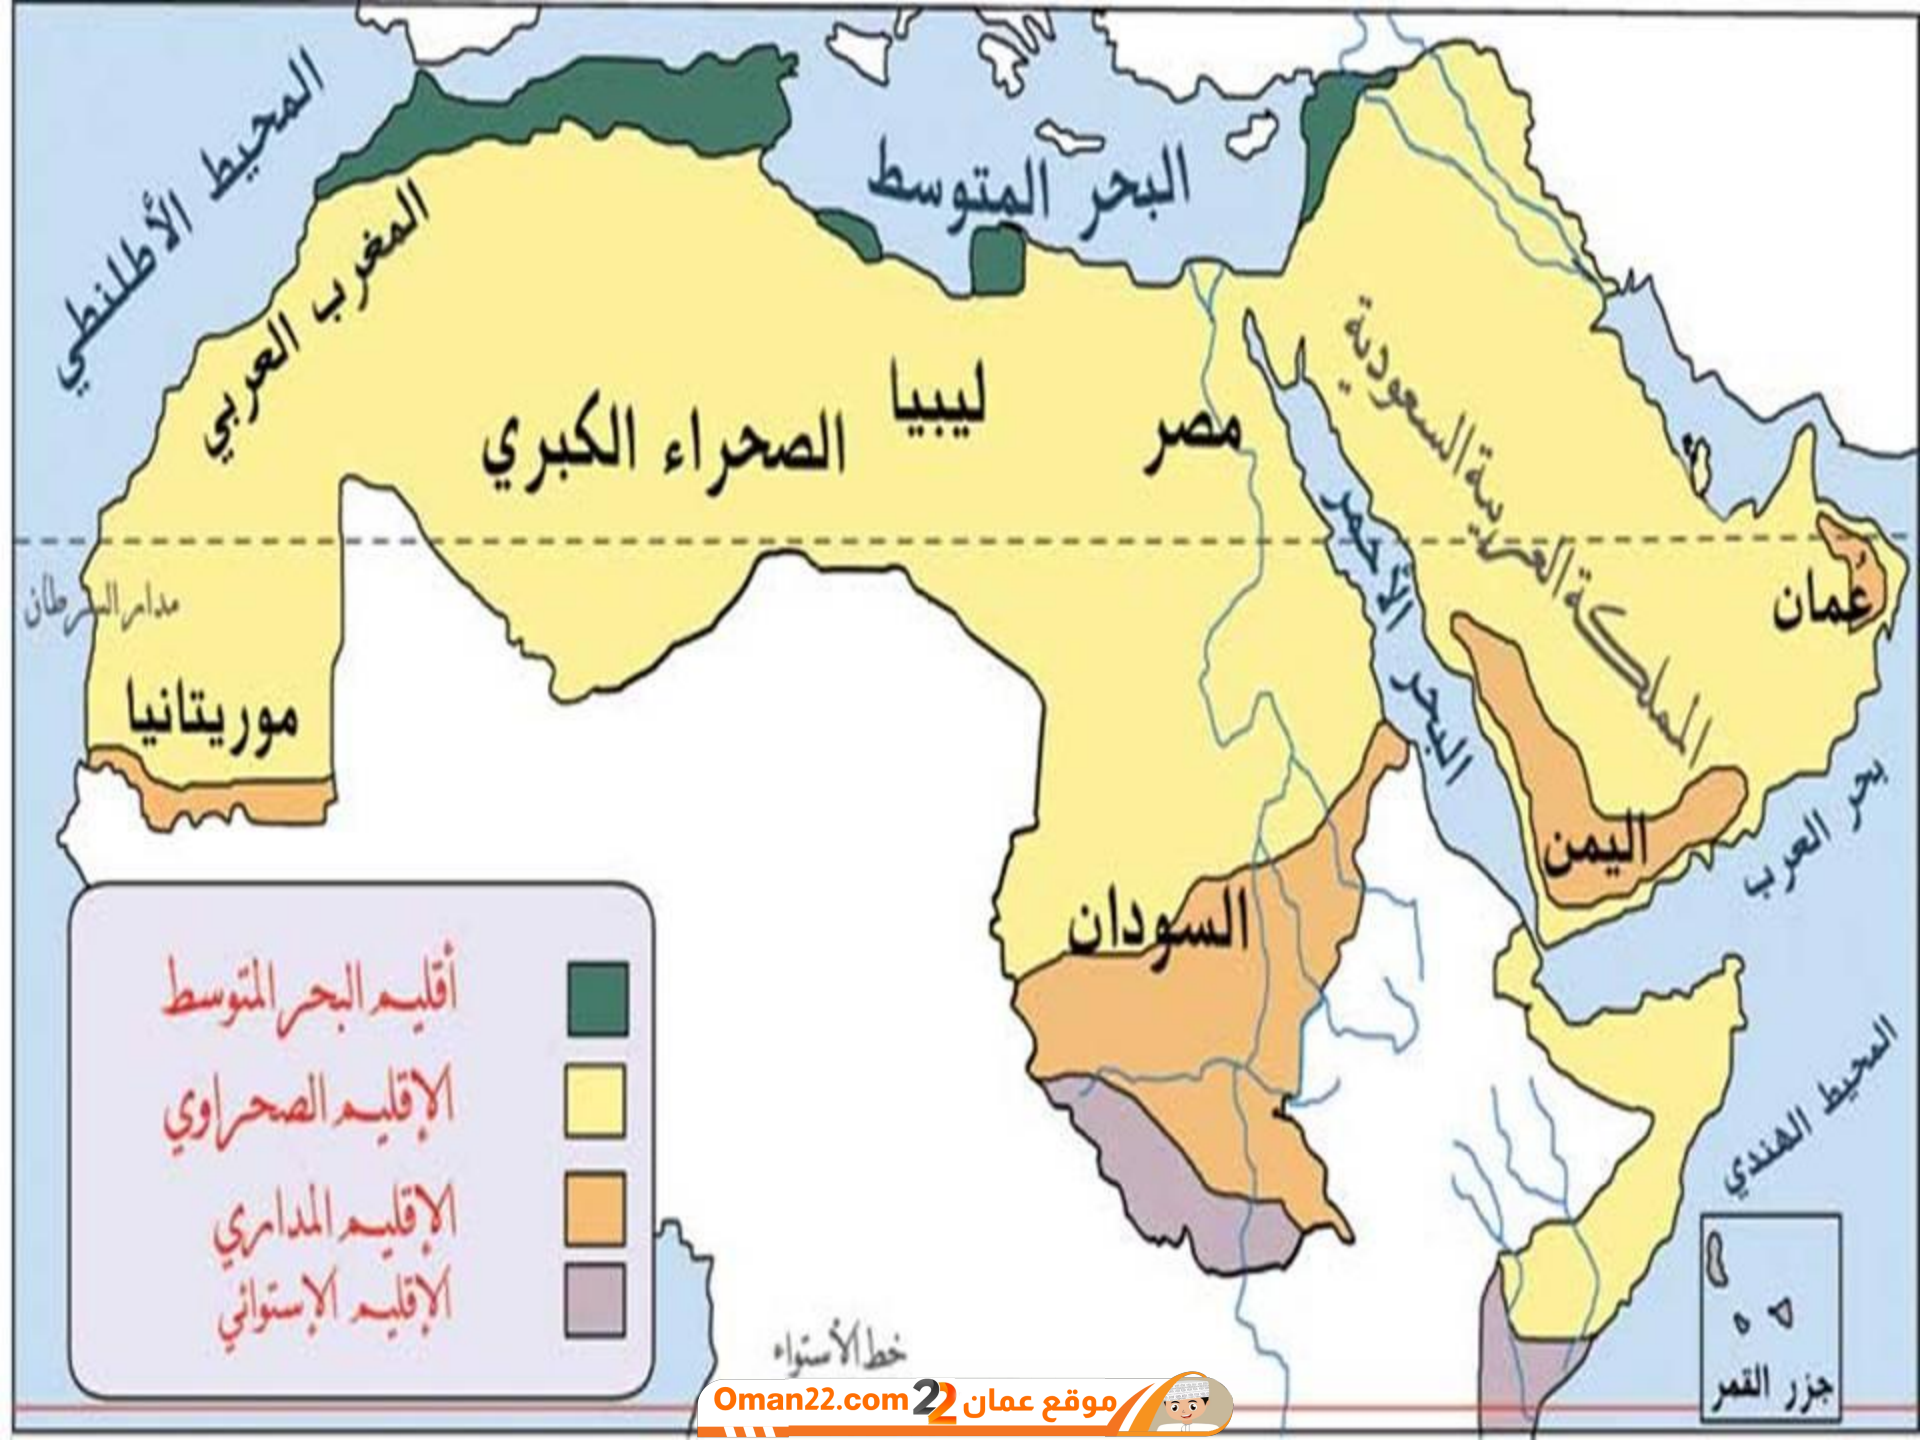 المحيط الأطلنطي
البحر المتوسط
المغرب العربي
ليبيا
الصحراء الكبري
مصر
المملكة العربية السعودية
البحر الأحمر
عُمان
مدار السرطان
موريتانيا
اليمن
بحر العرب
السودان
أقليم البحر المتوسط
الإقليم الصحراوي
الإقليم المداري
الإقليم الإستوائي
المحيط الهندي
خط الأستواء
جزر القمر
موقع عمان 22 Oman22.com